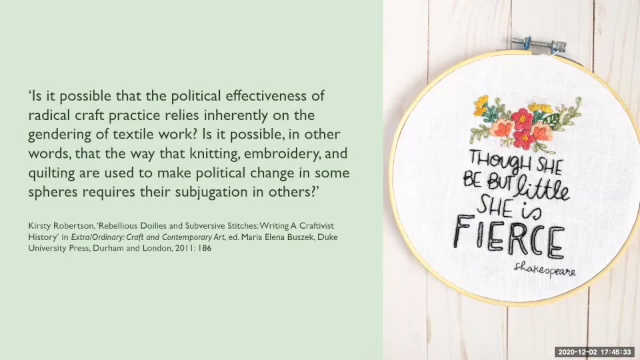 ‘Is it possible that the political effectiveness of
radical craft practice relies inherently on the
gendering of textile work? Is it possible, in other
words, that the way that knitting, embroidery, and
quilting are used to make political change in some
spheres requires their subjugation in others?’
Kirsty Robertson, ‘Rebellious Doilies and Subversive Stitches: Writing A Craftivist
History’ in Extra/Ordinary: Craft and Contemporary Art, ed. Maria Elena Buszek, Duke
University Press, Durham and London, 2011: 186
THOUGH SHE
BE BUT little
SHE is
FIERCE
shakespeare
2020-12-02 17:45:33